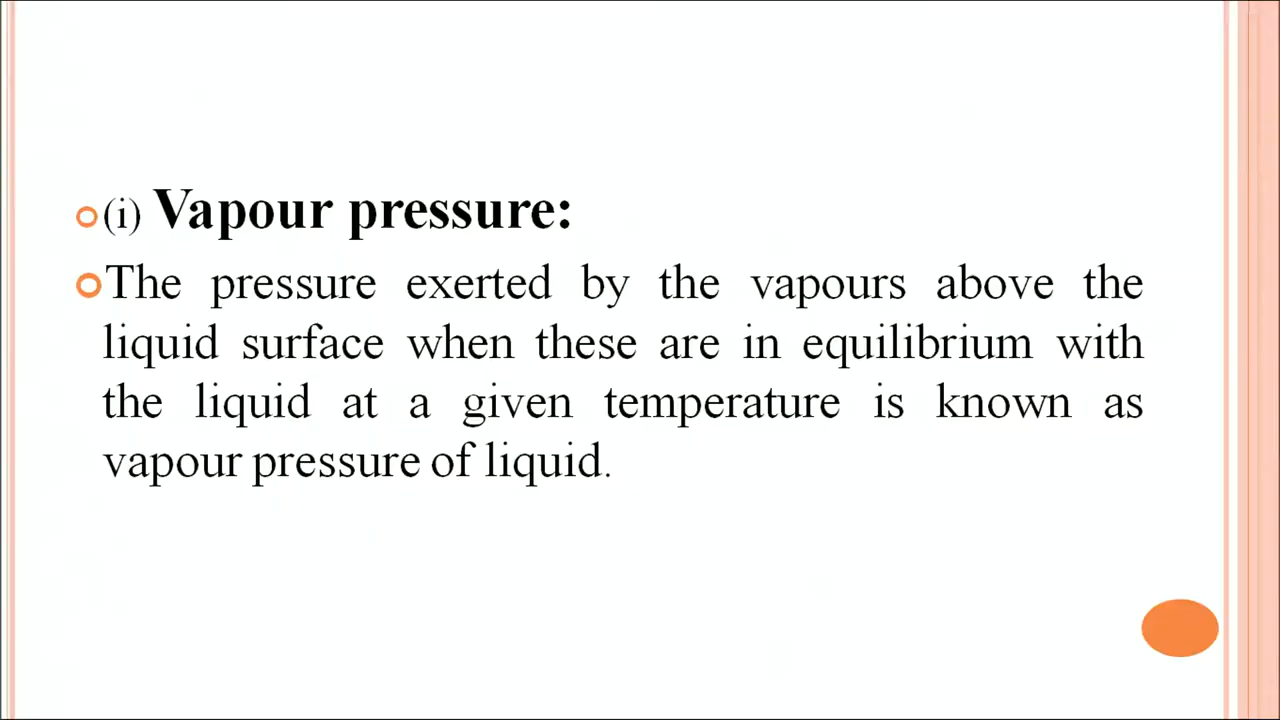 (i) Vapour pressure:
The pressure exerted by the vapours above the
liquid surface when these are in equilibrium with
the liquid at a given temperature is known as
vapour pressure of liquid.